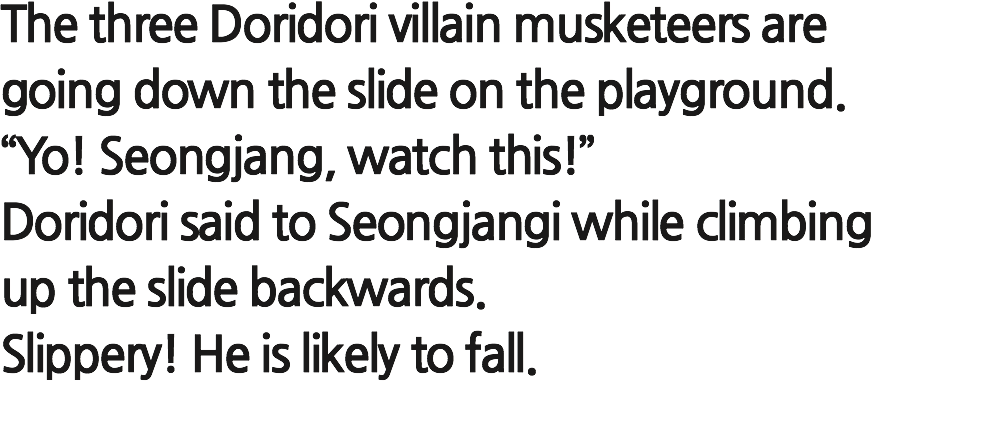 The three Doridori villain musketeers are
going down the slide on the playground.
“Yo! Seongjang, watch this!”
Doridori said to Seongjangi while climbing
up the slide backwards.
Slippery! He is likely to fall.